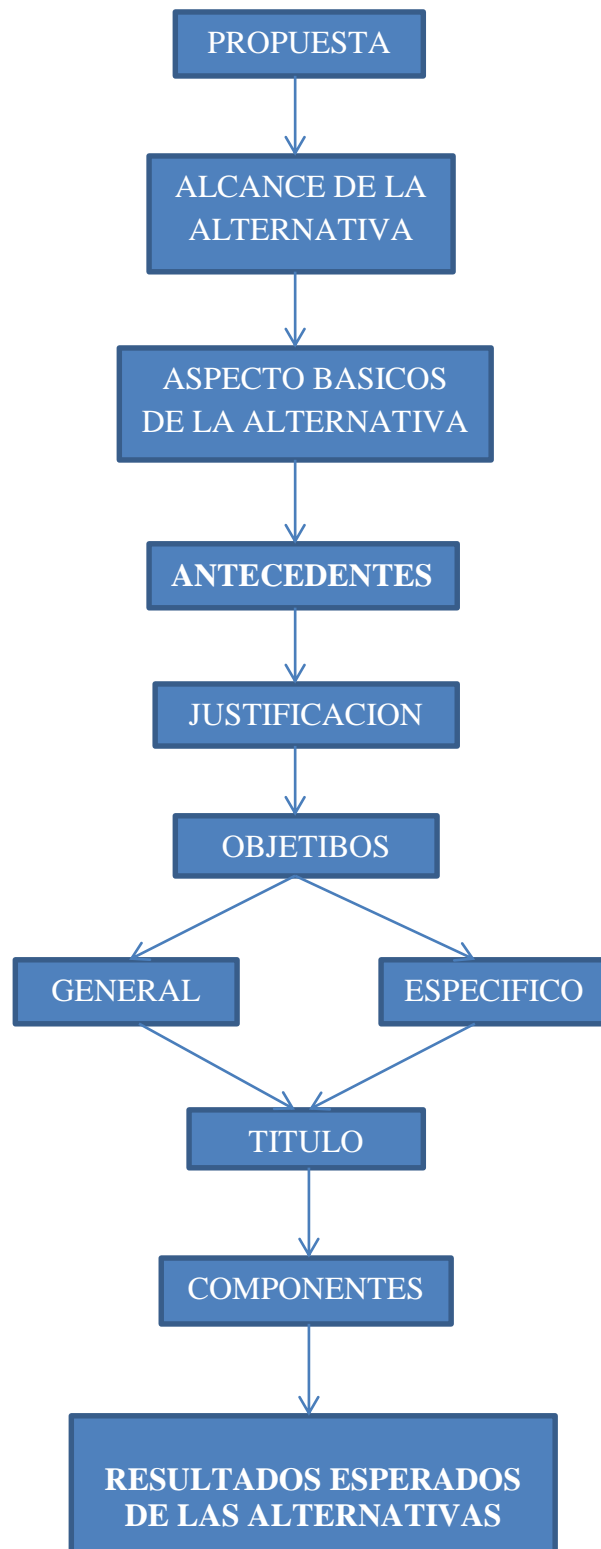 PROPUESTA
ALCANCE DE LA
ALTERNATIVA
ASPECTO BASICOS
DE LA ALTERNATIVA
ANTECEDENTES
JUSTIFICACION
OBJETIBOS
GENERAL
ESPECIFICO
TITULO
COMPONENTES
RESULTADOS ESPERADOS
DE LAS ALTERNATIVAS